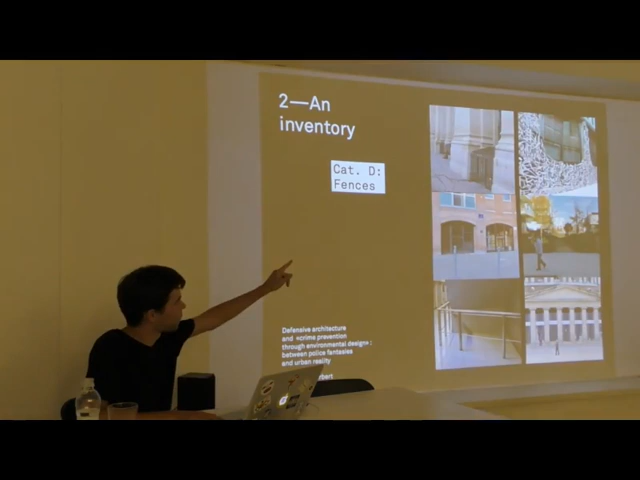 2—An
inventory
Cat. D:
Fences
Defensive architecture
and «crime prevention
through environmental design» :
between police fantasies
and urban reality